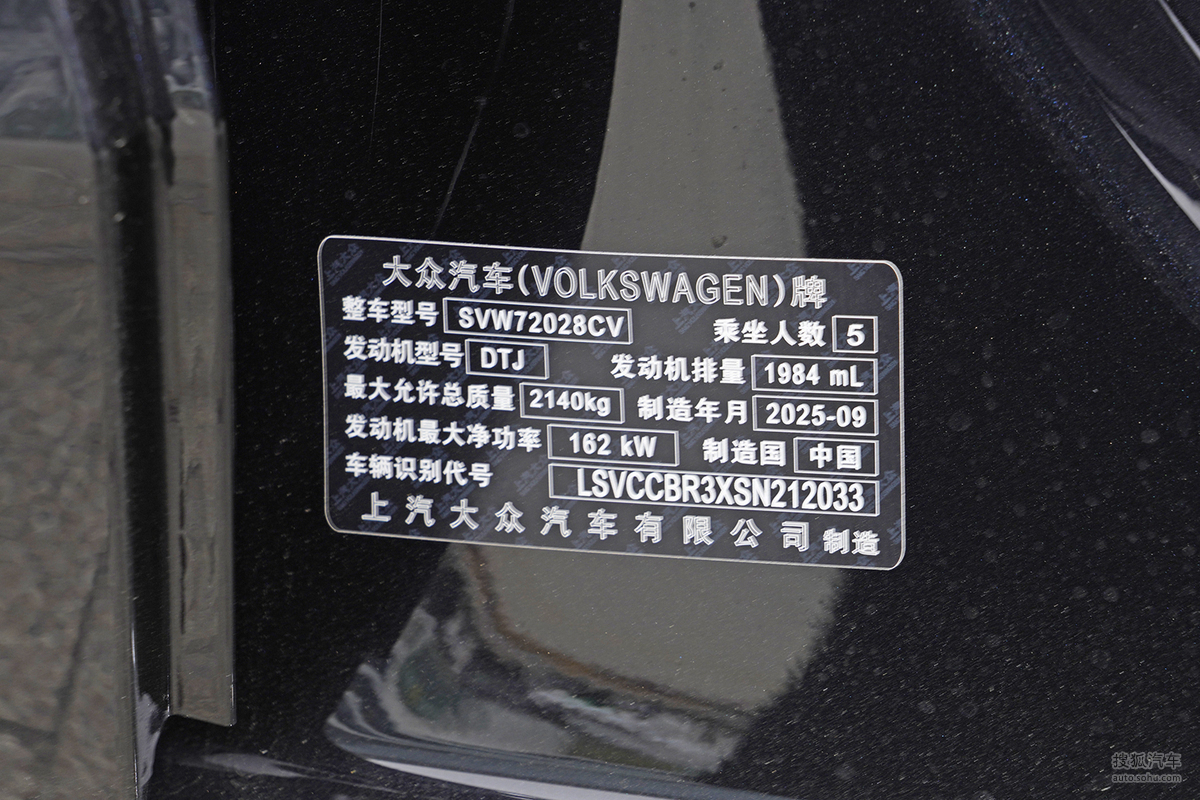 大众汽车(VOLKSWAGEN)牌
整车型号 SVW72028CV 乘坐人数 5
发动机型号 DTJ 发动机排量 1984 mL
最大允许总质量 2140kg 制造年月 2025-09
发动机最大净功率 162 kW 制造国 中国
车辆识别代号 LSVCCBR3XSN212033
上汽大众汽车有限公司 制造
搜狐汽车
auto.sohu.com